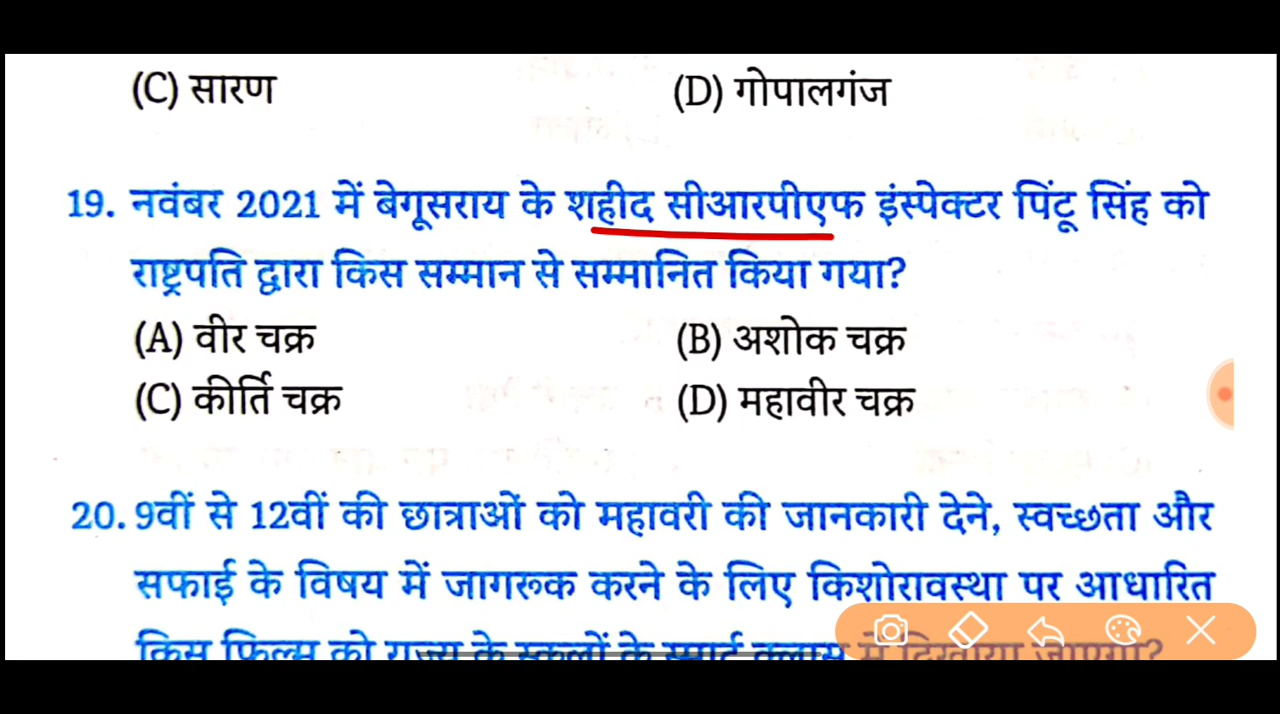 (C) सारण (D) गोपालगंज
19. नवंबर 2021 में बेगूसराय के शहीद सीआरपीएफ इंस्पेक्टर पिंटू सिंह को
राष्ट्रपति द्वारा किस सम्मान से सम्मानित किया गया?
(A) वीर चक्र (B) अशोक चक्र
(C) कीर्ति चक्र (D) महावीर चक्र
20. 9वीं से 12वीं की छात्राओं को महावरी की जानकारी देने, स्वच्छता और
सफाई के विषय में जागरूक करने के लिए किशोरावस्था पर आधारित
किस फिल्म को राज्य के स्कूलों के स्मार्ट क्लास में दिखाया जाएगा?